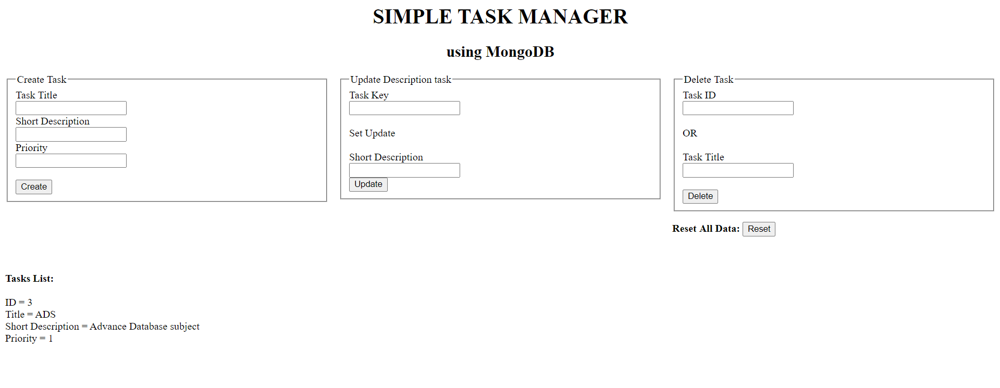 SIMPLE TASK MANAGER
using MongoDB
Create Task
Task Title
Short Description
Priority
Create
Update Description task
Task Key
Set Update
Short Description
Update
Delete Task
Task ID
OR
Task Title
Delete
Reset All Data: Reset
Tasks List:
ID = 3
Title = ADS
Short Description = Advance Database subject
Priority = 1